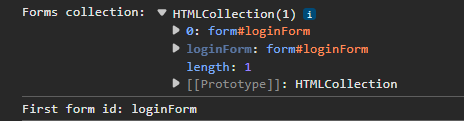 Forms collection: ▼ HTMLCollection(1) i
▶ 0: form#loginForm
▶ loginForm: form#loginForm
length: 1
▶ [[Prototype]]: HTMLCollection
First form id: loginForm